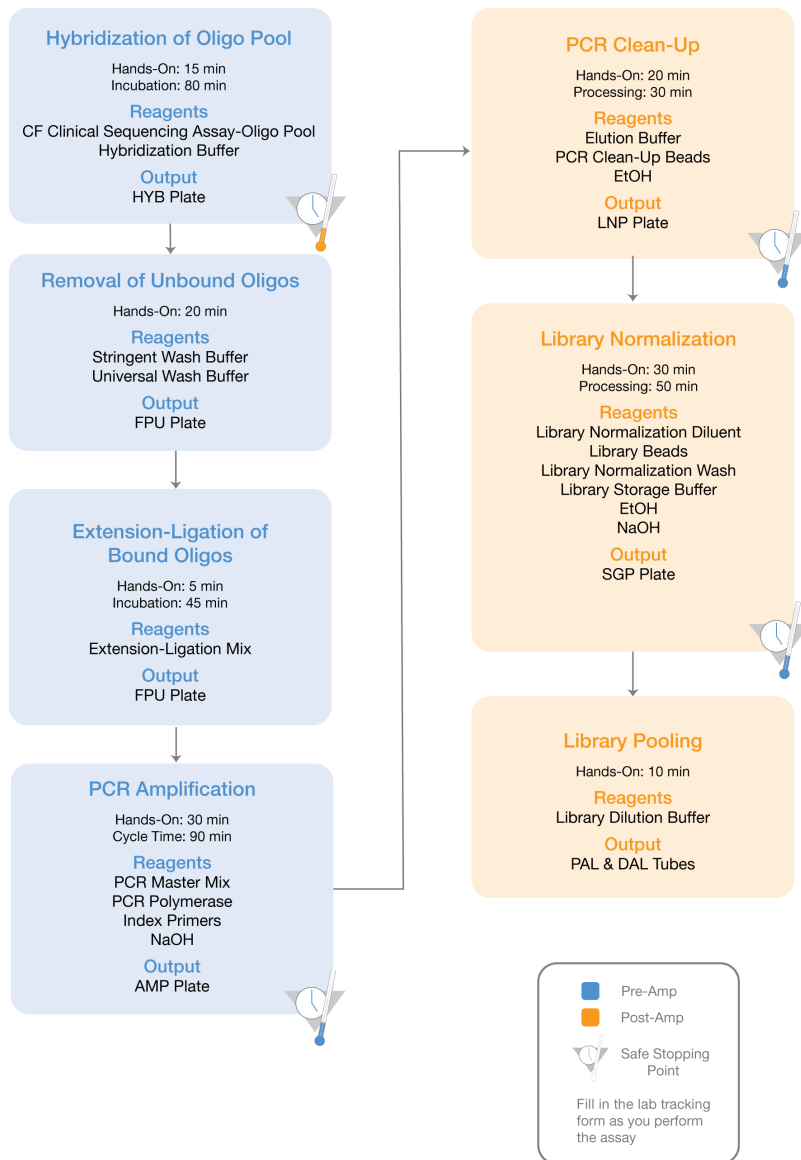 Hybridization of Oligo Pool
Hands-On: 15 min
Incubation: 80 min
Reagents
CF Clinical Sequencing Assay-Oligo Pool
Hybridization Buffer
Output
HYB Plate
Removal of Unbound Oligos
Hands-On: 20 min
Reagents
Stringent Wash Buffer
Universal Wash Buffer
Output
FPU Plate
Extension-Ligation of
Bound Oligos
Hands-On: 5 min
Incubation: 45 min
Reagents
Extension-Ligation Mix
Output
FPU Plate
PCR Amplification
Hands-On: 30 min
Cycle Time: 90 min
Reagents
PCR Master Mix
PCR Polymerase
Index Primers
NaOH
Output
AMP Plate
PCR Clean-Up
Hands-On: 20 min
Processing: 30 min
Reagents
Elution Buffer
PCR Clean-Up Beads
EtOH
Output
LNP Plate
Library Normalization
Hands-On: 30 min
Processing: 50 min
Reagents
Library Normalization Diluent
Library Beads
Library Normalization Wash
Library Storage Buffer
EtOH
NaOH
Output
SGP Plate
Library Pooling
Hands-On: 10 min
Reagents
Library Dilution Buffer
Output
PAL & DAL Tubes
Pre-Amp
Post-Amp
Safe Stopping
Point
Fill in the lab tracking
form as you perform
the assay